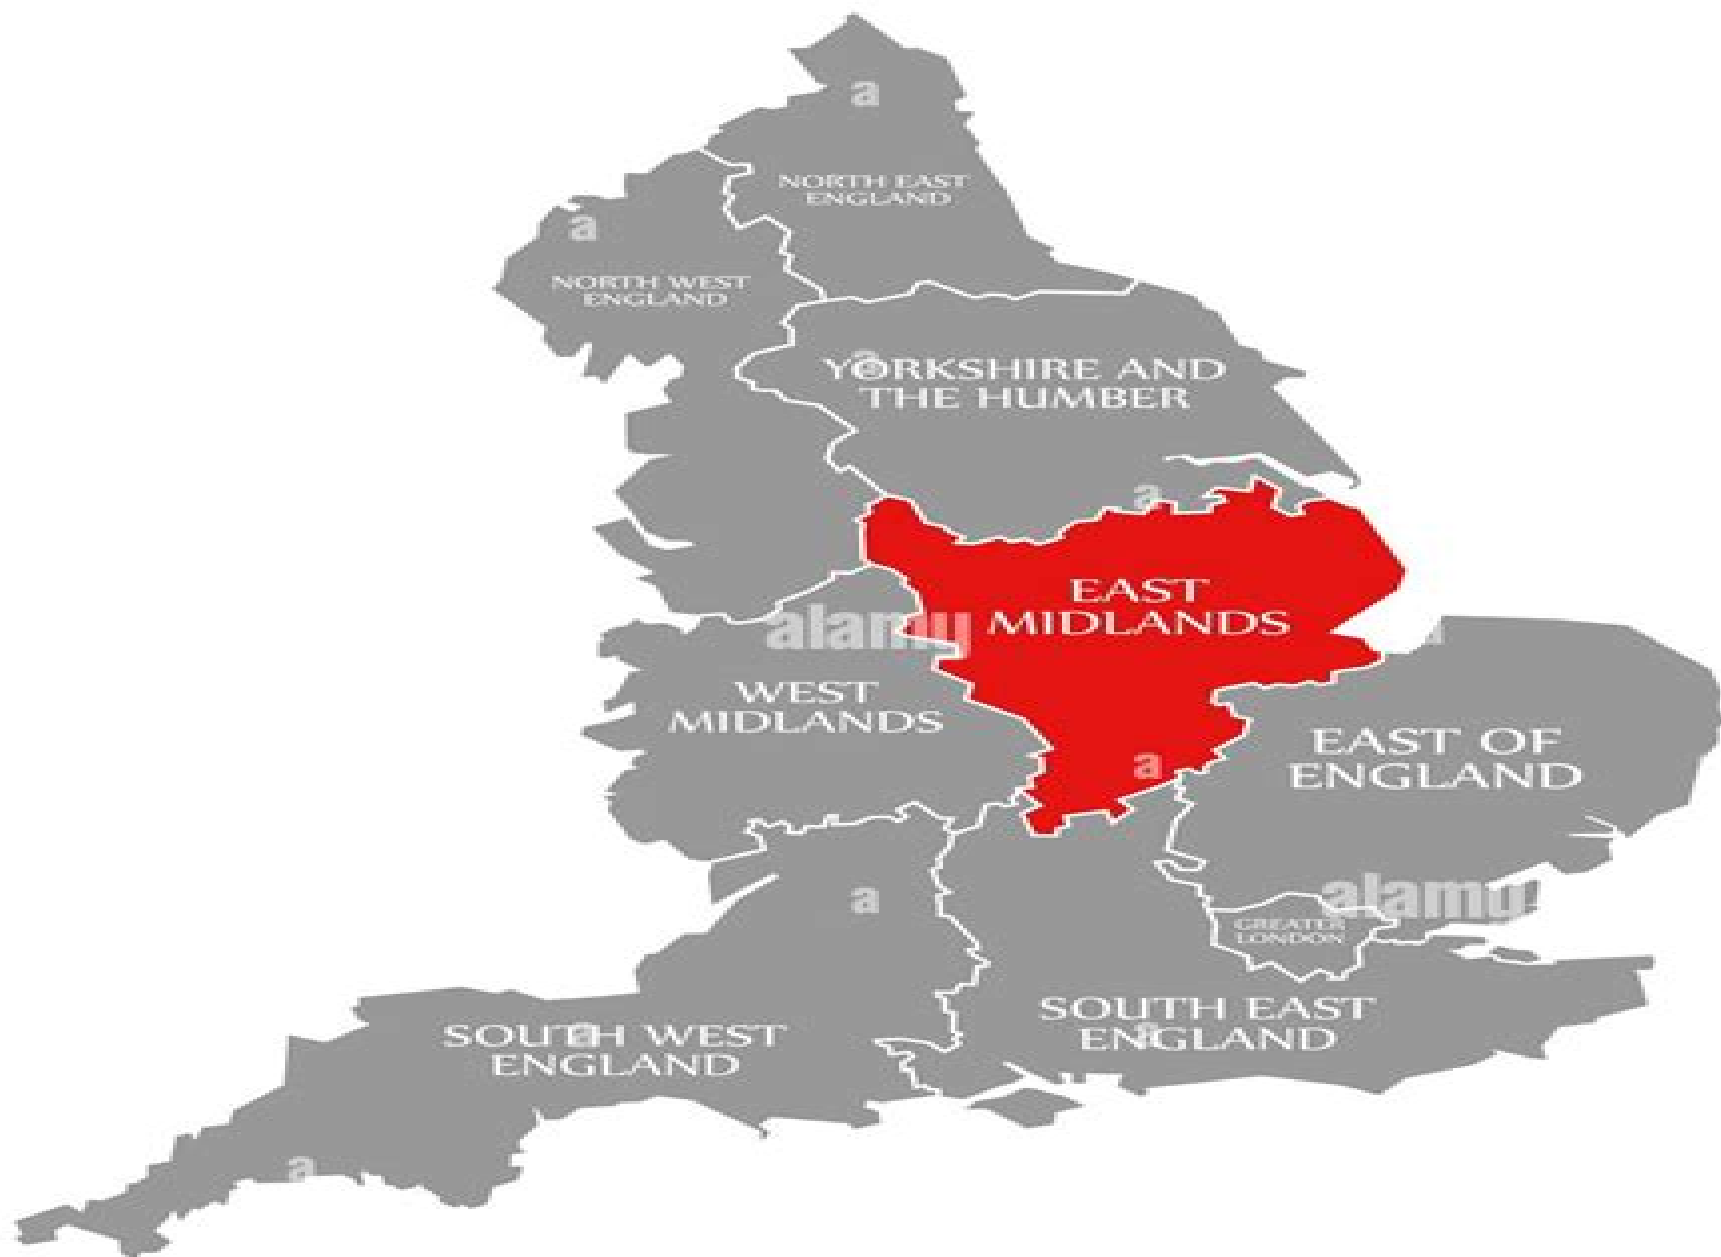 a
NORTH EAST
ENGLAND
a
NORTH WEST
ENGLAND
a
YORKSHIRE AND
THE HUMBER
a
EAST
MIDLANDS
alamy
WEST
MIDLANDS
EAST OF
ENGLAND
a
a
alamy
GREATER
LONDON
SOUTH EAST
ENGLAND
a
SOUTH WEST
ENGLAND
a
a